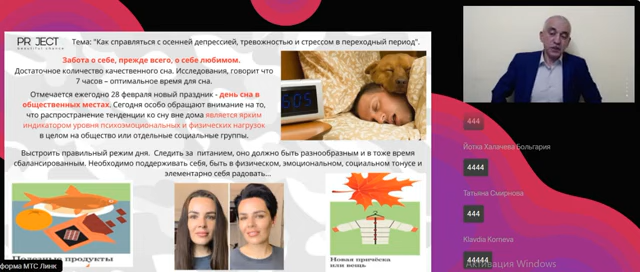 PROJECT
beautiful chance
Тема: "Как справляться с осенней депрессией, тревожностью и стрессом в переходный период".
Забота о себе, прежде всего, о себе любимом.
Достаточное количество качественного сна. Исследования, говорит что
7 часов – оптимальное время для сна.
Отмечается ежегодно 28 февраля новый праздник - день сна в
общественных местах. Сегодня особо обращают внимание на то,
что распространение тенденции ко сну вне дома является ярким
индикатором уровня психоэмоциональных и физических нагрузок
в целом на общество или отдельные социальные группы.
5:05
Выстроить правильный режим дня. Следить за питанием, оно должно быть разнообразным и в тоже время
сбалансированным. Необходимо поддерживать себя, быть в физическом, эмоциональном, социальном тонусе и
элементарно себя радовать...
Полезные продукты
Новая причёска
или вещь
форма МТС Линк
444
Йотка Халачева Болгария
4444
Татьяна Смирнова
444
Klavdia Korneva
44444
Активация Windows